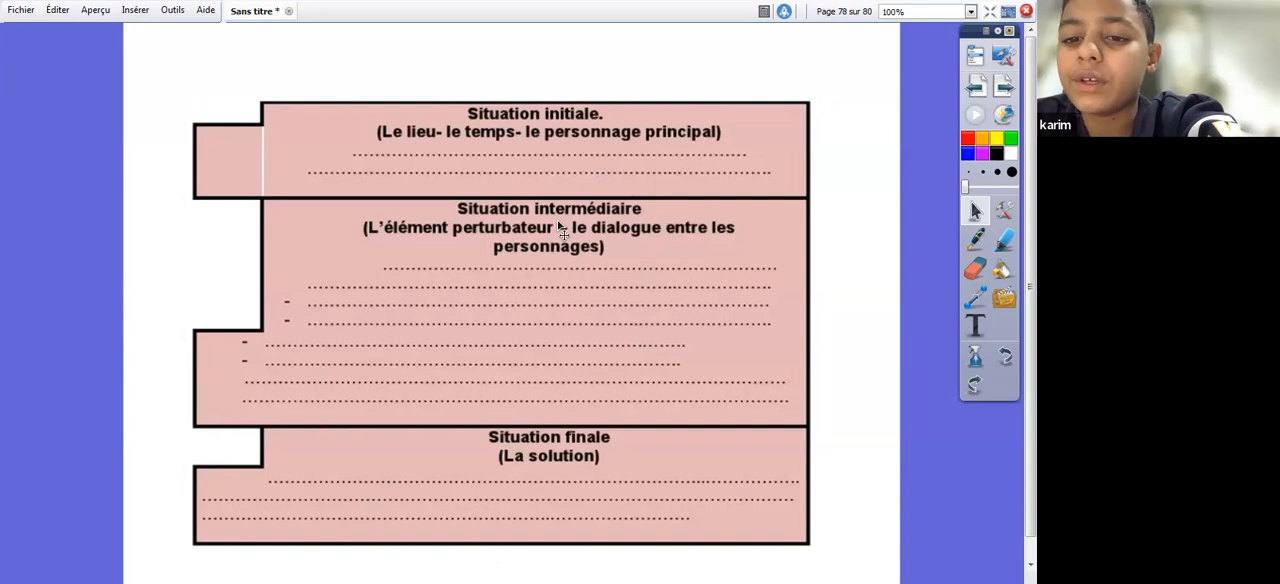 Fichier Éditer Aperçu Insérer Outils Aide Sans titre * Page 78 sur 80 100%
karim
Situation initiale.
(Le lieu- le temps- le personnage principal)
Situation intermédiaire
(L'élément perturbateur - le dialogue entre les
personnages)
-
-
-
-
Situation finale
(La solution)
T